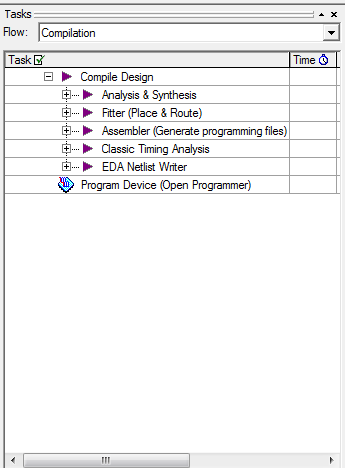 Tasks
Flow: Compilation
Task Time
Compile Design
Analysis & Synthesis
Fitter (Place & Route)
Assembler (Generate programming files)
Classic Timing Analysis
EDA Netlist Writer
Program Device (Open Programmer)